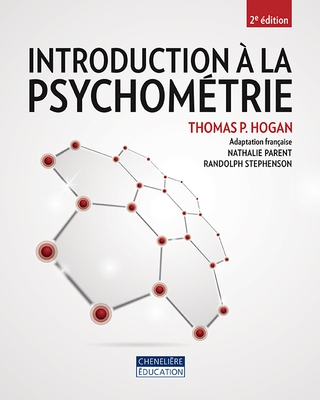 2e édition
INTRODUCTION À LA
PSYCHOMÉTRIE
THOMAS P. HOGAN
Adaptation française
NATHALIE PARENT
RANDOLPH STEPHENSON
CHENELIÈRE
ÉDUCATION